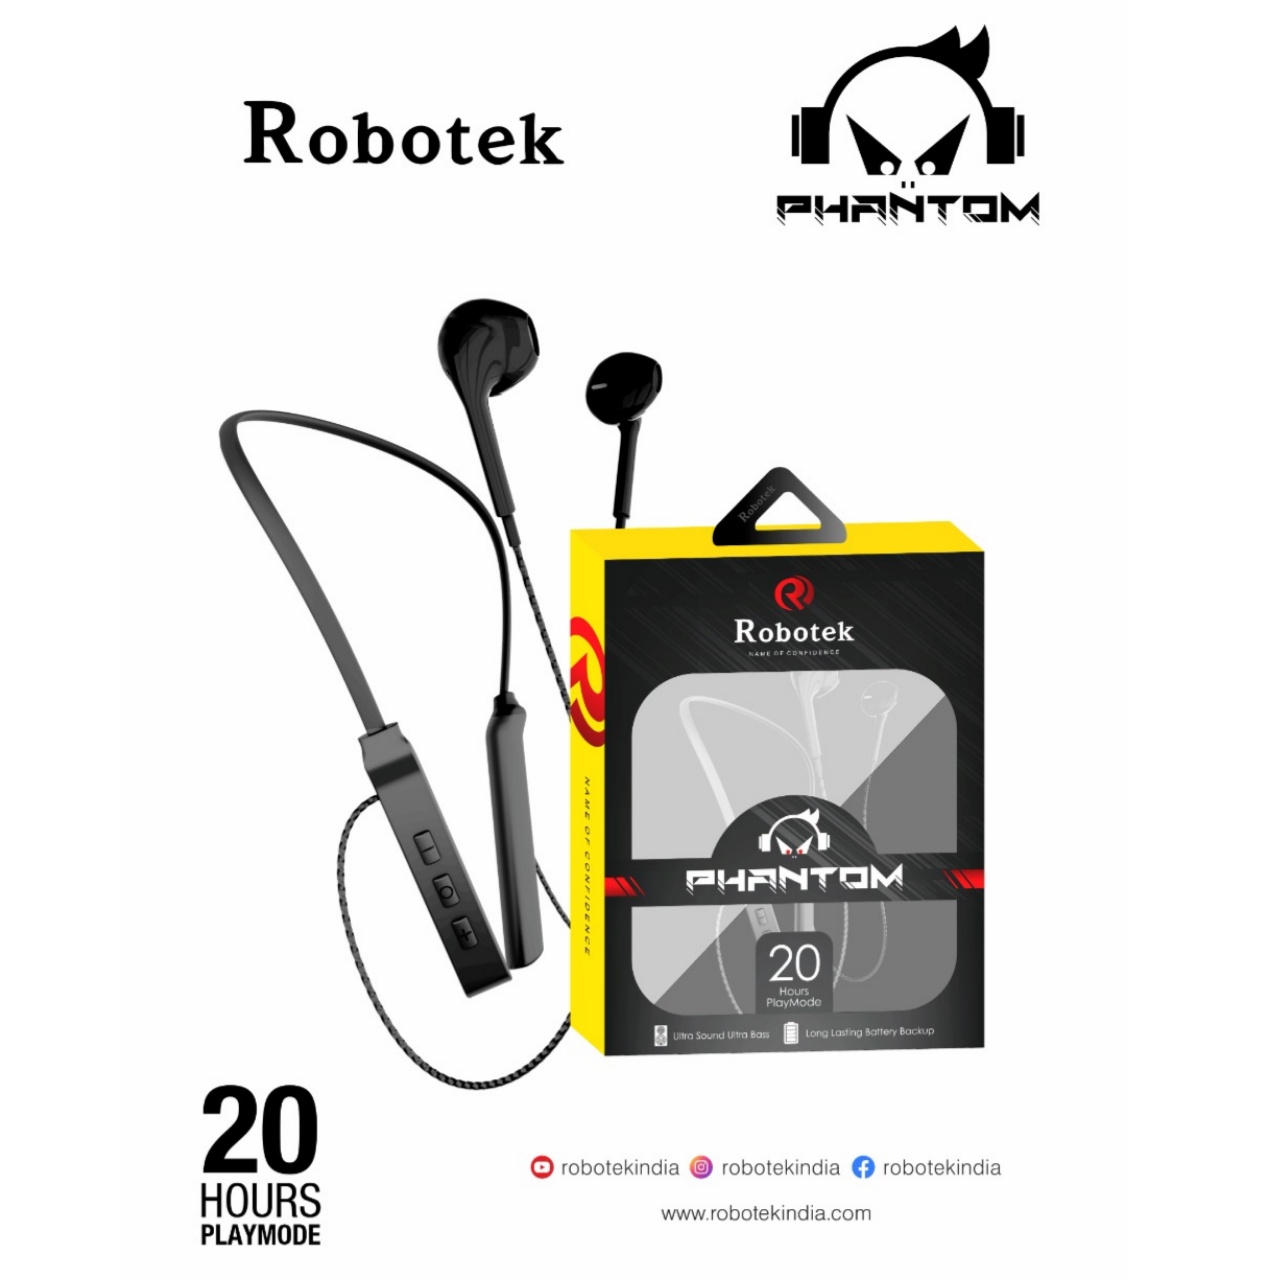 Robotek
PHANTOM
Robotek
Robotek
NAME OF CONFIDENCE
NAME OF CONFIDENCE
PHANTOM
20
Hours
PlayMode
Ultra Sound Ultra Bass
Long Lasting Battery Backup
20
HOURS
PLAYMODE
robotekindia robotekindia robotekindia
www.robotekindia.com